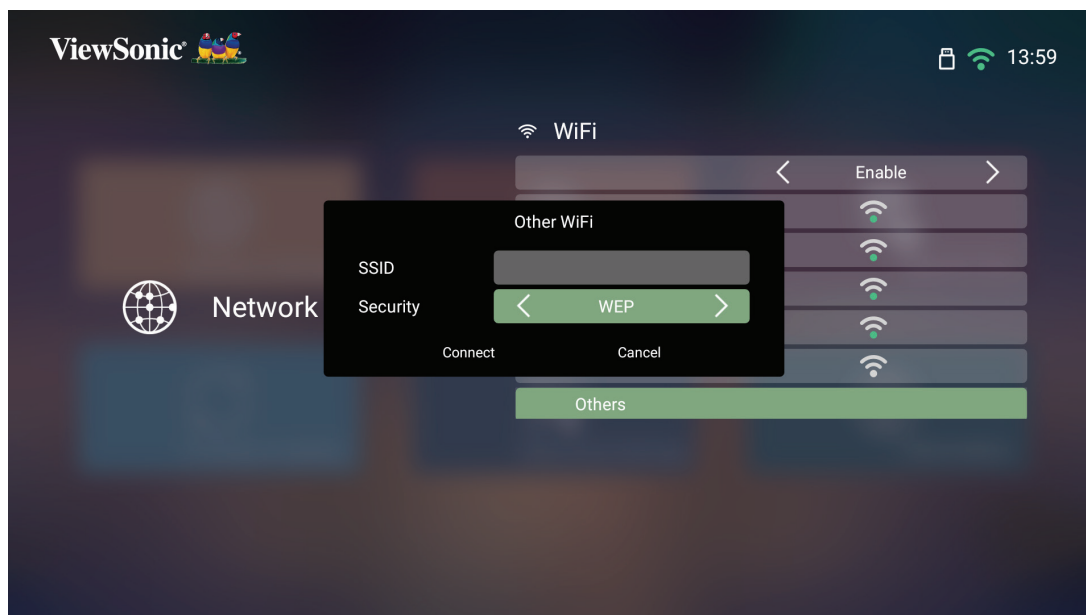 ViewSonic®
13:59
WiFi
Enable
Other WiFi
SSID
Network
Security
WEP
Connect
Cancel
Others